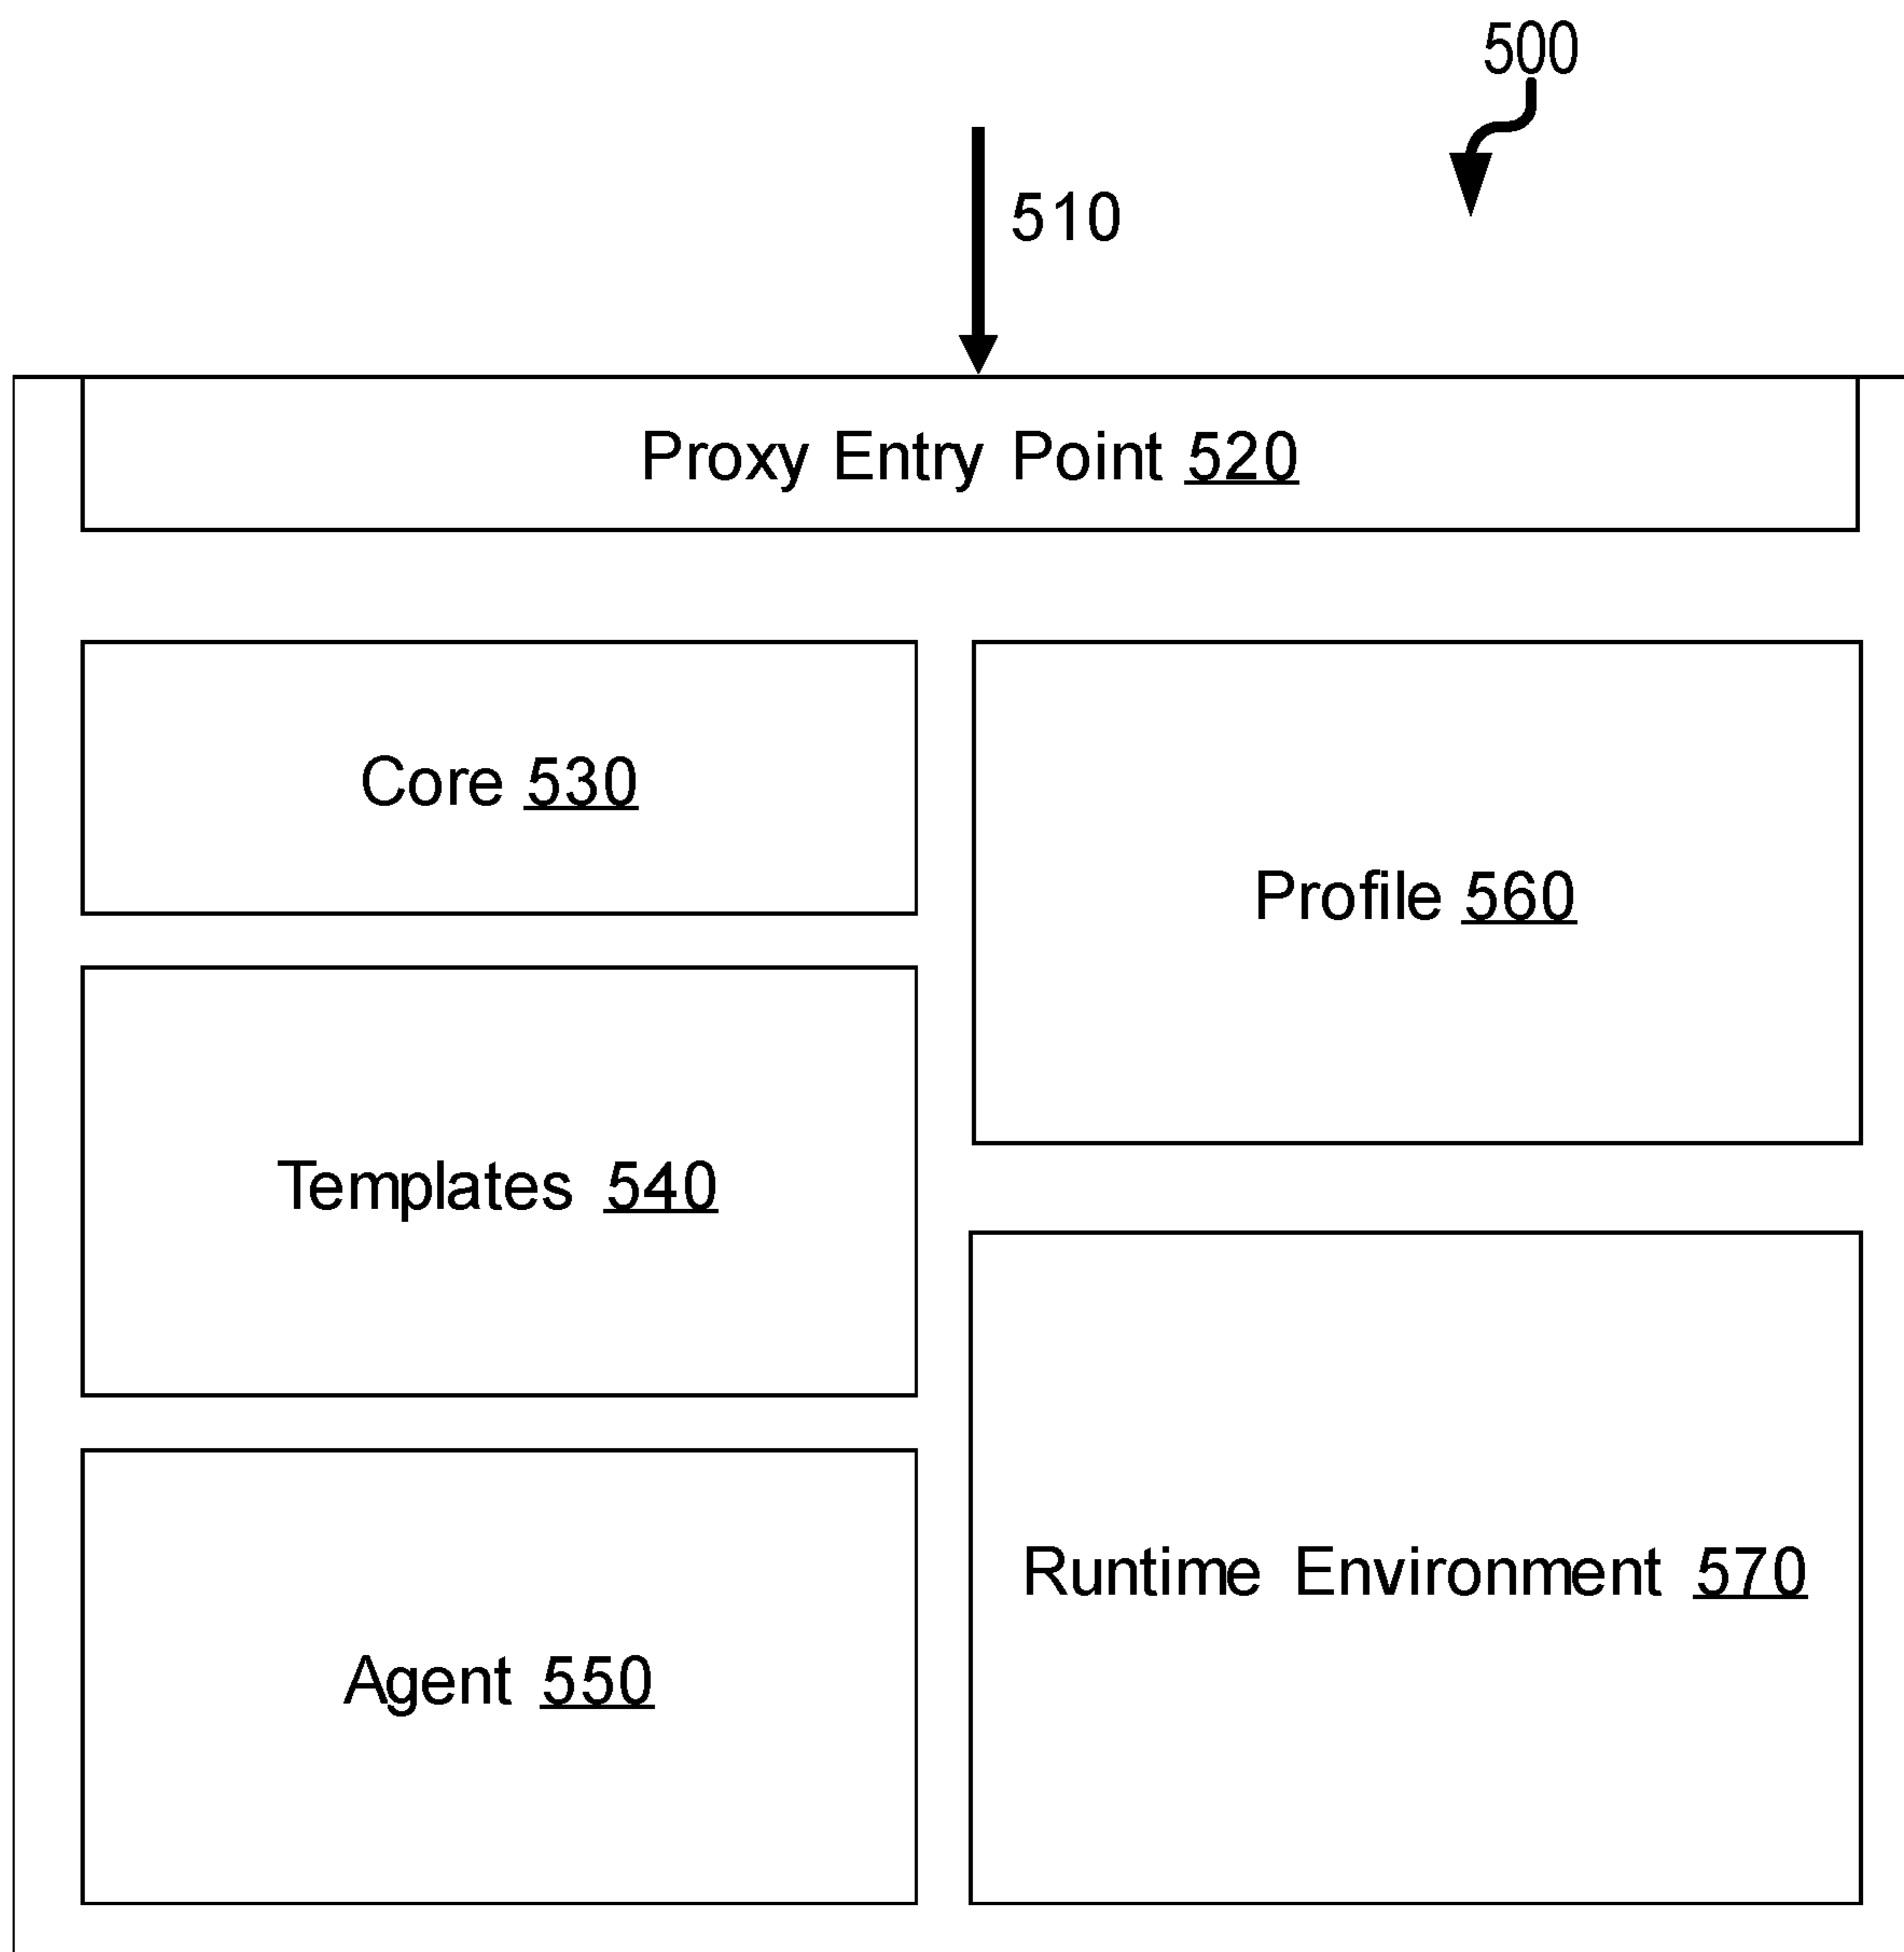 500
510
Proxy Entry Point 520
Core 530
Profile 560
Templates 540
Runtime Environment 570
Agent 550